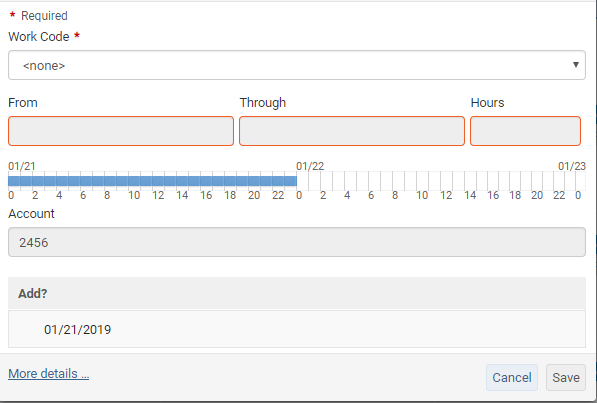 * Required
Work Code *
<none>
From Through Hours
01/21 01/22 01/23
0 2 4 6 8 10 12 14 16 18 20 22 0 2 4 6 8 10 12 14 16 18 20 22 0
Account
2456
Add?
01/21/2019
More details ... Cancel Save